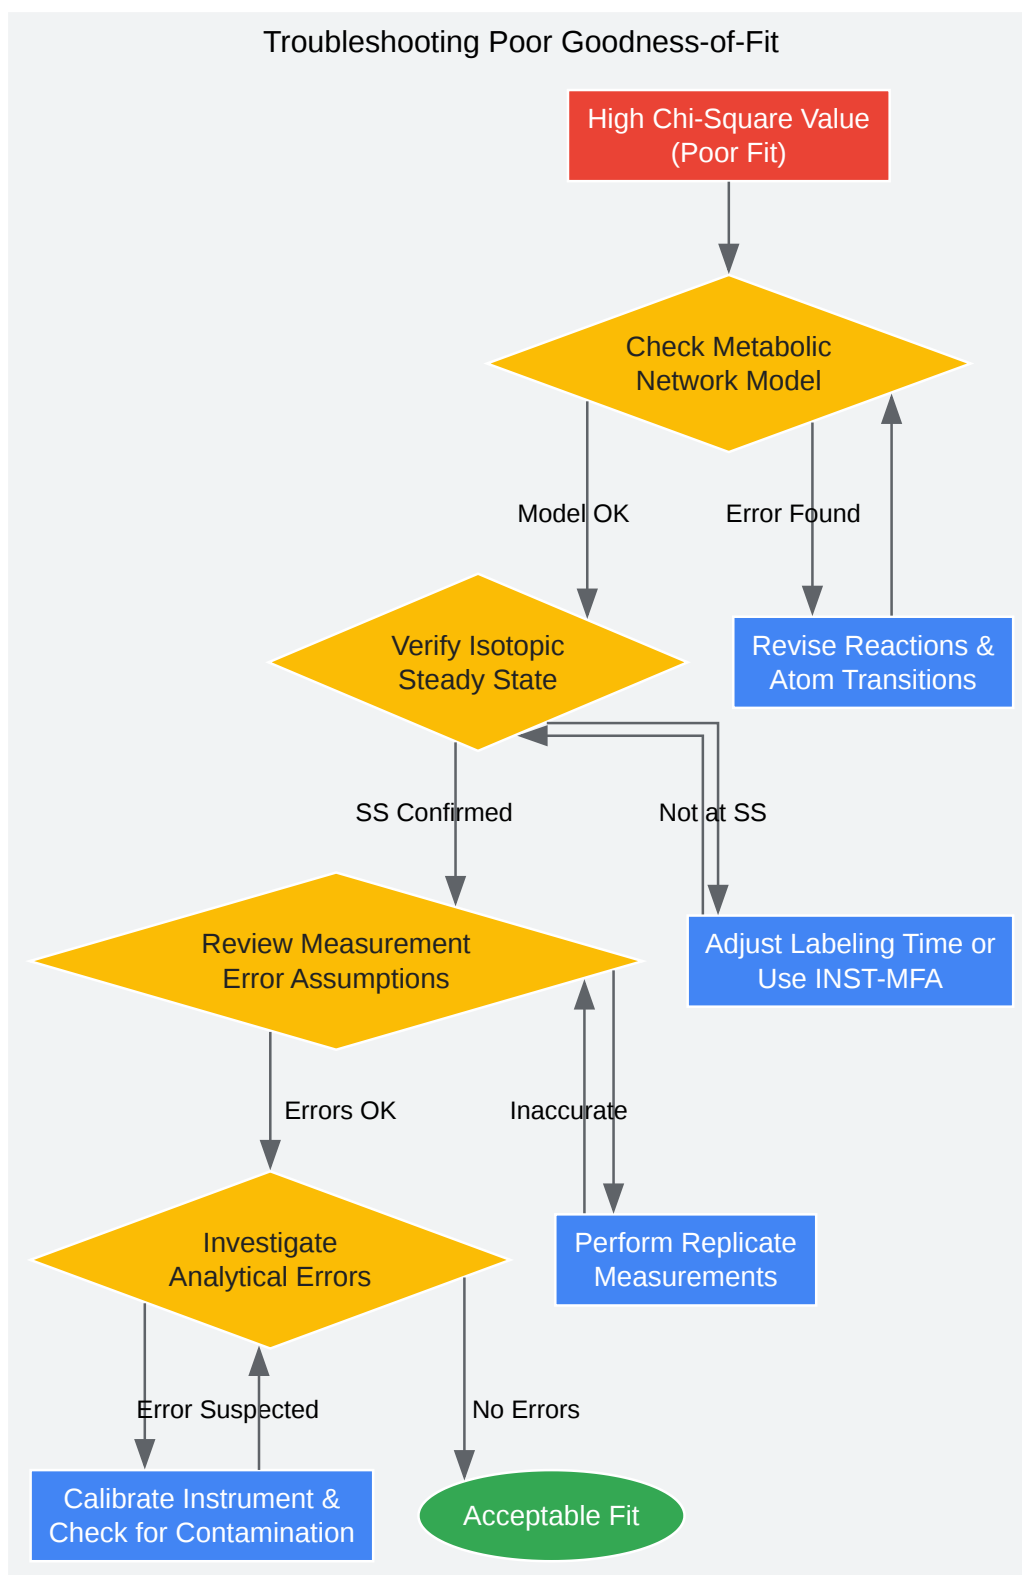 Troubleshooting Poor Goodness-of-Fit
High Chi-Square Value
(Poor Fit)
Check Metabolic
Network Model
Model OK
Error Found
Verify Isotopic
Steady State
Revise Reactions &
Atom Transitions
SS Confirmed
Not at SS
Review Measurement
Error Assumptions
Adjust Labeling Time or
Use INST-MFA
Errors OK
Inaccurate
Investigate
Analytical Errors
Perform Replicate
Measurements
Error Suspected
No Errors
Calibrate Instrument &
Check for Contamination
Acceptable Fit